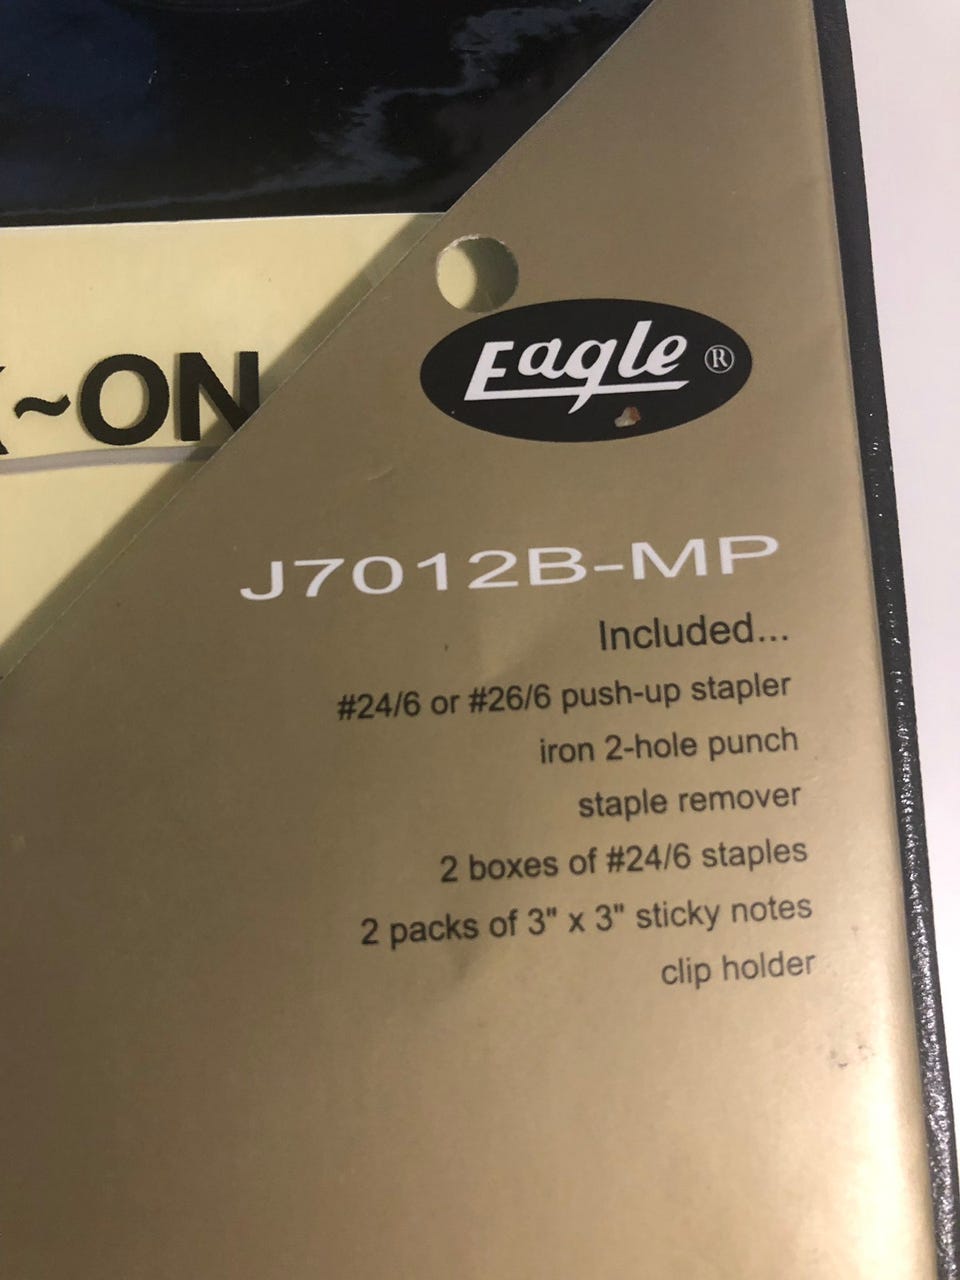 ~ON
Eagle ®
J7012B-MP
Included...
#24/6 or #26/6 push-up stapler
iron 2-hole punch
staple remover
2 boxes of #24/6 staples
2 packs of 3" x 3" sticky notes
clip holder